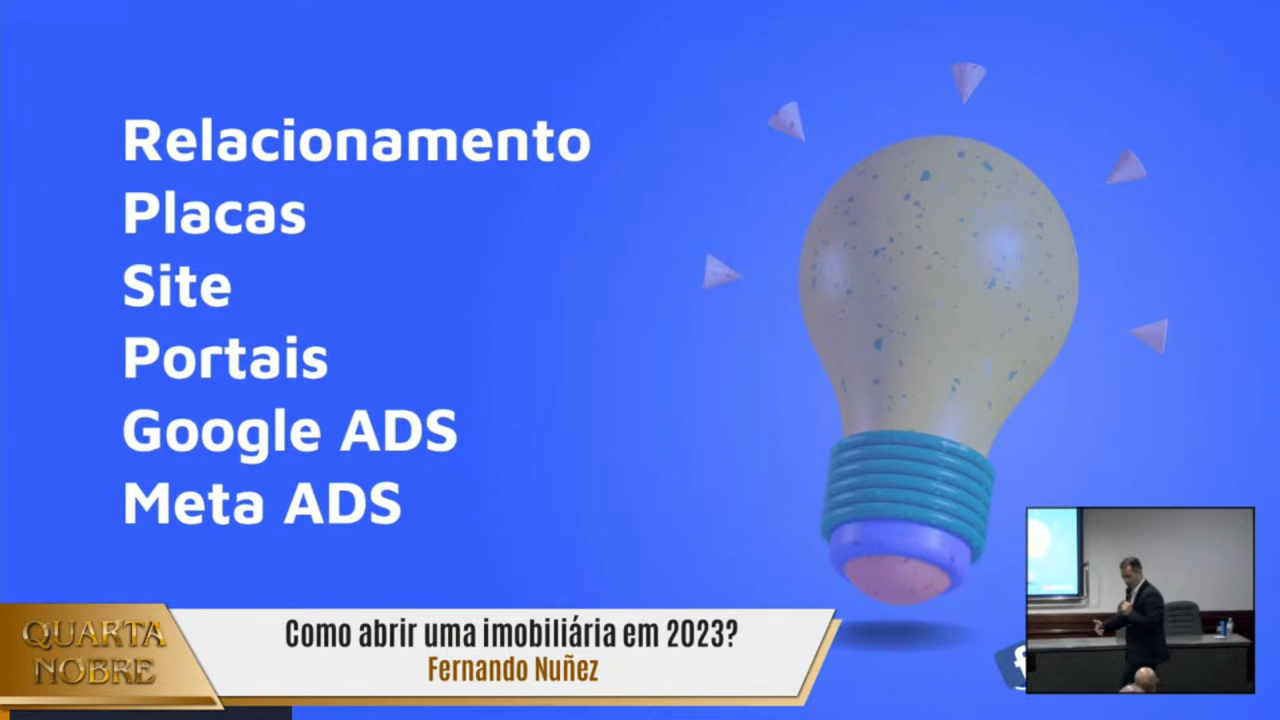 Relacionamento
Placas
Site
Portais
Google ADS
Meta ADS
QUARTA
NOBRE
Como abrir uma imobiliária em 2023?
Fernando Nuñez